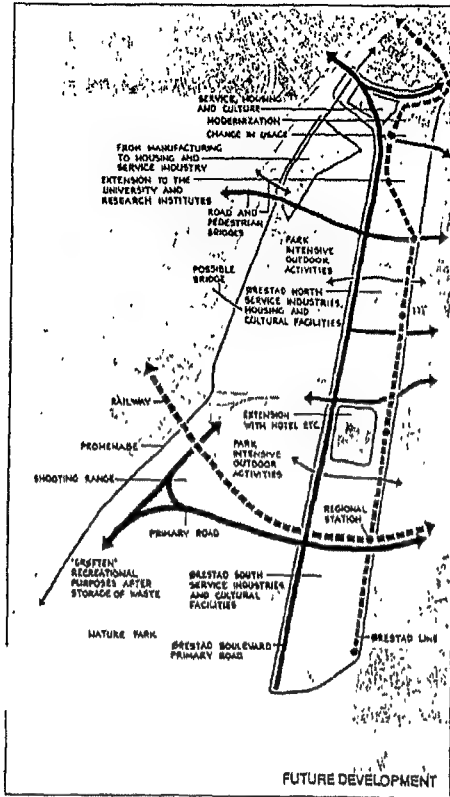 SERVICE, HOUSING
AND CULTURE
MODERNIZATION
CHANGE IN USAGE
FROM MANUFACTURING
TO HOUSING AND
SERVICE INDUSTRY
EXTENSION TO THE
UNIVERSITY AND
RESEARCH INSTITUTES
ROAD AND
PEDESTRIAN
BRIDGES
PARK
INTENSIVE
OUTDOOR
ACTIVITIES
POSSIBLE
BRIDGE
ØRESTAD NORTH
SERVICE INDUSTRIES,
HOUSING AND
CULTURAL FACILITIES
RAILWAY
EXTENSION
WITH HOTEL ETC.
PROMENADE
PARK
INTENSIVE
OUTDOOR
ACTIVITIES
SHOOTING RANGE
REGIONAL
STATION
PRIMARY ROAD
"GRØFTEN"
RECREATIONAL
PURPOSES AFTER
STORAGE OF WASTE
ØRESTAD SOUTH
SERVICE INDUSTRIES
AND CULTURAL
FACILITIES
NATURE PARK
ØRESTAD BOULEVARD
PRIMARY ROAD
ØRESTAD LINE
FUTURE DEVELOPMENT